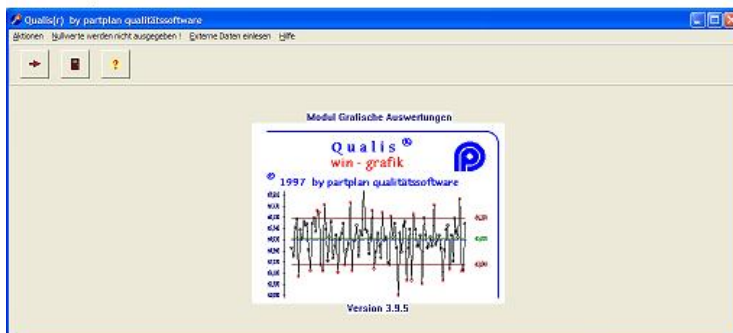 Qualis(r) by partplan qualitätssoftware
Aktionen Nullwerte werden nicht ausgegeben ! Externe Daten einlesen Hilfe
?
Modul Grafische Auswertungen
Qualis ®
win - grafik
© 1997 by partplan qualitätssoftware
Version 3.9.5